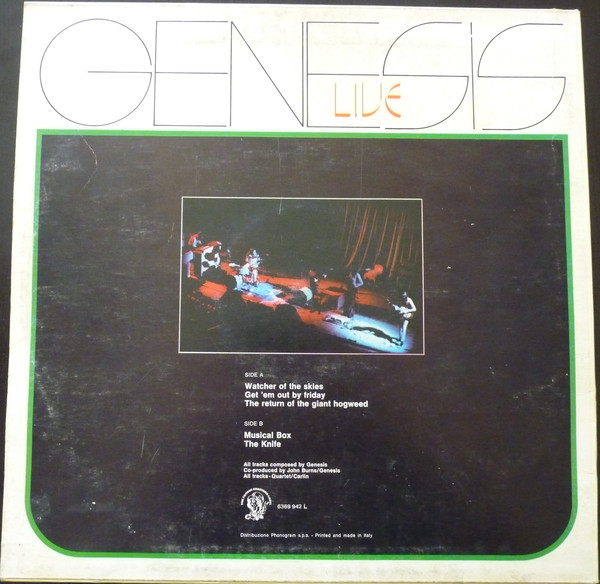 GENESIS
LIVE
SIDE A
Watcher of the skies
Get 'em out by friday
The return of the giant hogweed
SIDE B
Musical Box
The Knife
All tracks composed by Genesis
Co-produced by John Burns/Genesis
All tracks-Quartet/Carlin
6369 942 L
Distribuzione Phonogram s.p.a. - Printed and made in Italy